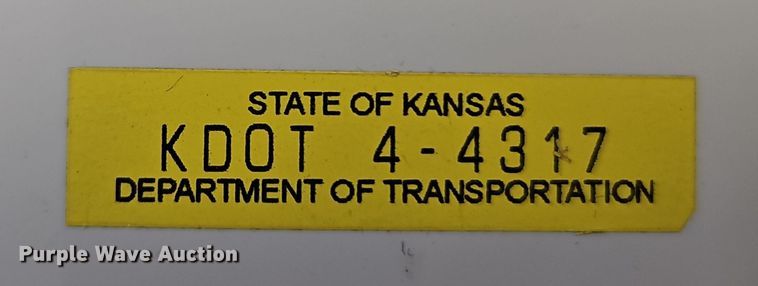 STATE OF KANSAS
KDOT 4-4317
DEPARTMENT OF TRANSPORTATION
Purple Wave Auction